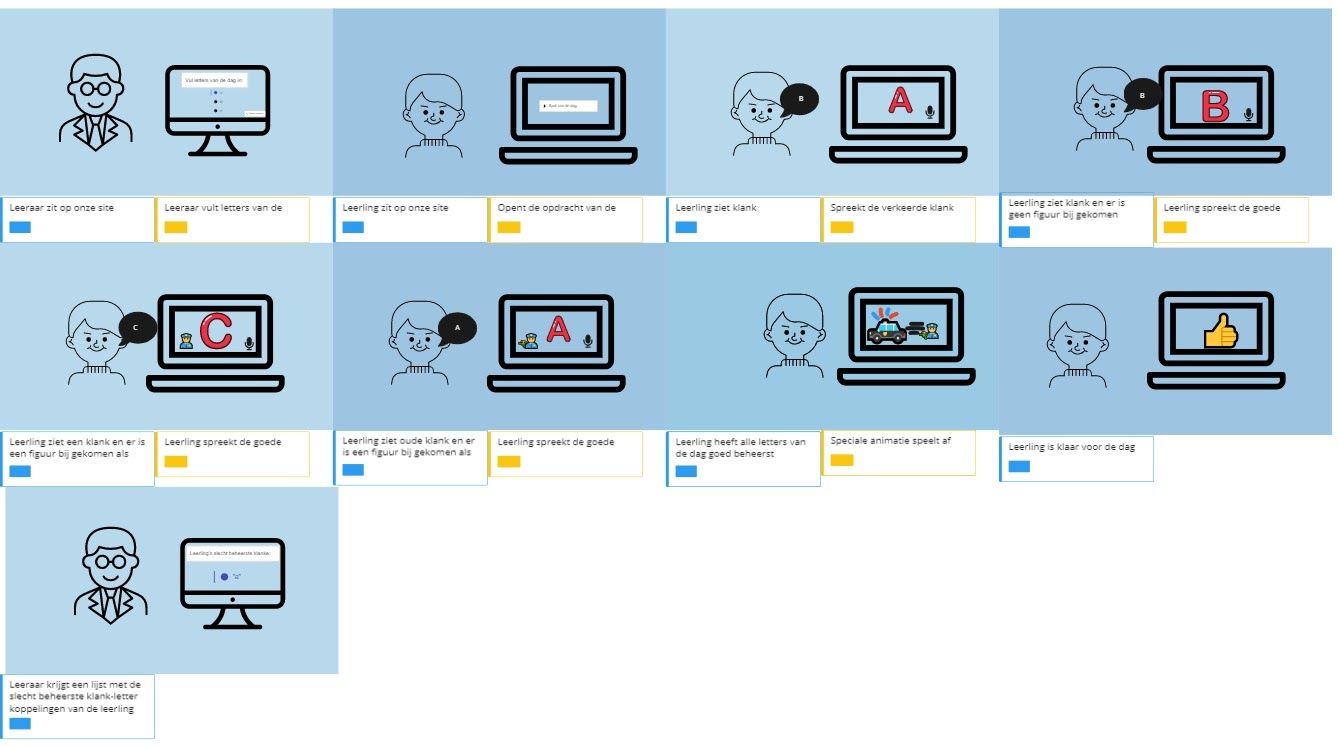 Vul letters van de dag in:
B
A
B
B
Leeraar zit op onze site
Leeraar vult letters van de
Leerling zit op onze site
Opent de opdracht van de
Leerling ziet klank
Spreekt de verkeerde klank
Leerling ziet klank en er is
geen figuur bij gekomen
Leerling spreekt de goede
C
C
A
A
Leerling ziet een klank en er is
een figuur bij gekomen als
Leerling spreekt de goede
Leerling ziet oude klank en er
is een figuur bij gekomen als
Leerling spreekt de goede
Leerling heeft alle letters van
de dag goed beheerst
Speciale animatie speelt af
Leerling is klaar voor de dag
Leerling's slecht beheerste klanke:
Leeraar krijgt een lijst met de
slecht beheerste klank-letter
koppelingen van de leerling